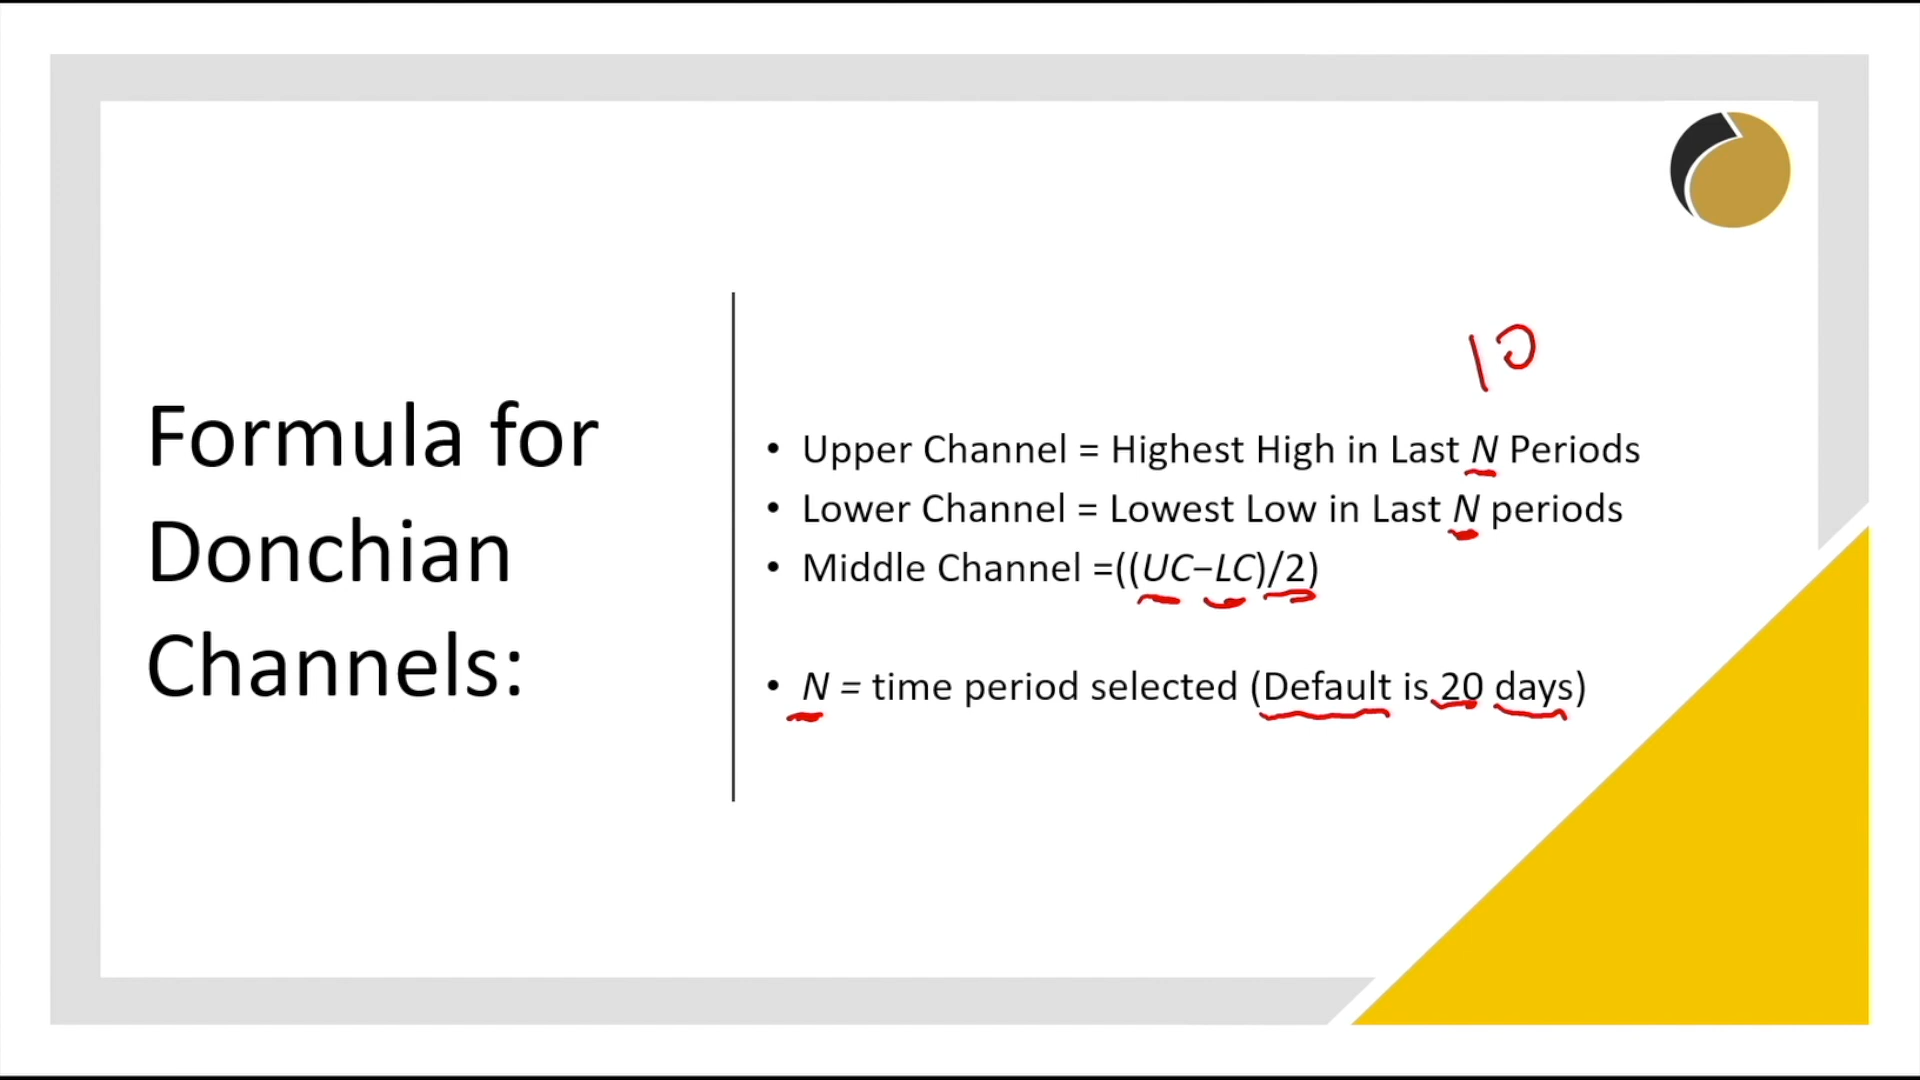 Formula for
Donchian
Channels:
10
• Upper Channel = Highest High in Last N Periods
• Lower Channel = Lowest Low in Last N periods
• Middle Channel =((UC−LC)/2)
• N = time period selected (Default is 20 days)